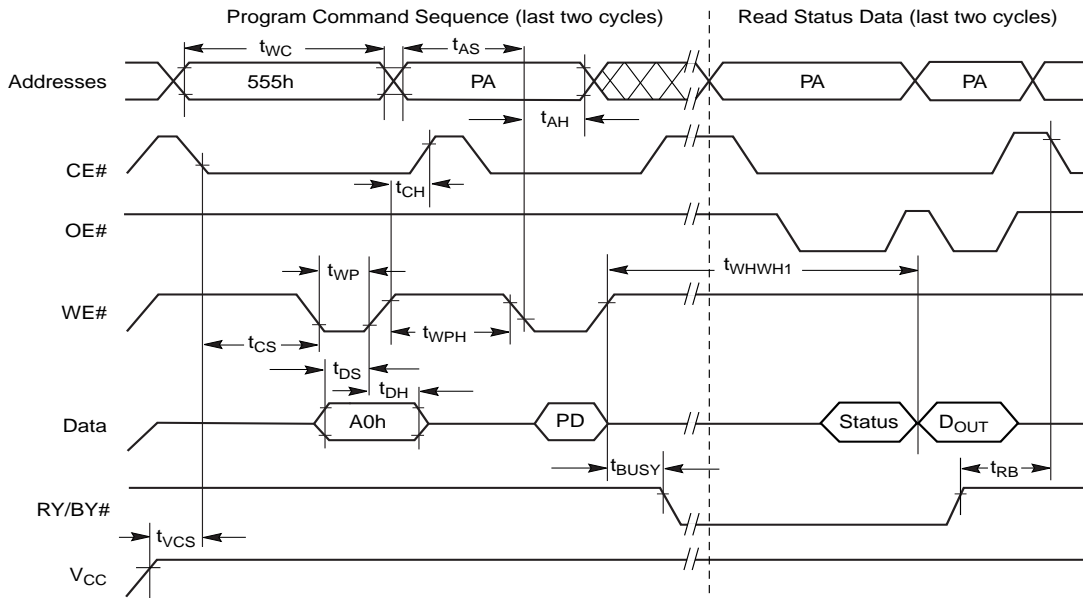 Program Command Sequence (last two cycles) Read Status Data (last two cycles)
tWC tAS
Addresses 555h PA PA PA
tAH
CE#
tCH
OE#
tWHWH1
tWP
WE#
tWPH
tCS
tDS
tDH
Data A0h PD Status DOUT
tBUSY tRB
RY/BY#
tVCS
VCC